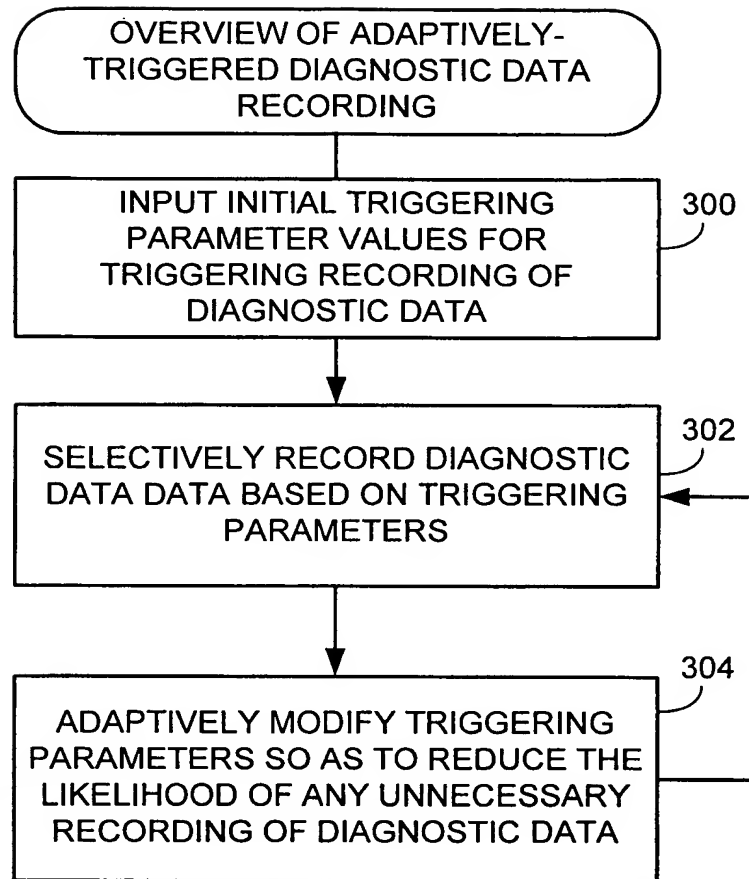 OVERVIEW OF ADAPTIVELY-
TRIGGERED DIAGNOSTIC DATA
RECORDING
INPUT INITIAL TRIGGERING
PARAMETER VALUES FOR
TRIGGERING RECORDING OF
DIAGNOSTIC DATA
300
SELECTIVELY RECORD DIAGNOSTIC
DATA DATA BASED ON TRIGGERING
PARAMETERS
302
ADAPTIVELY MODIFY TRIGGERING
PARAMETERS SO AS TO REDUCE THE
LIKELIHOOD OF ANY UNNECESSARY
RECORDING OF DIAGNOSTIC DATA
304